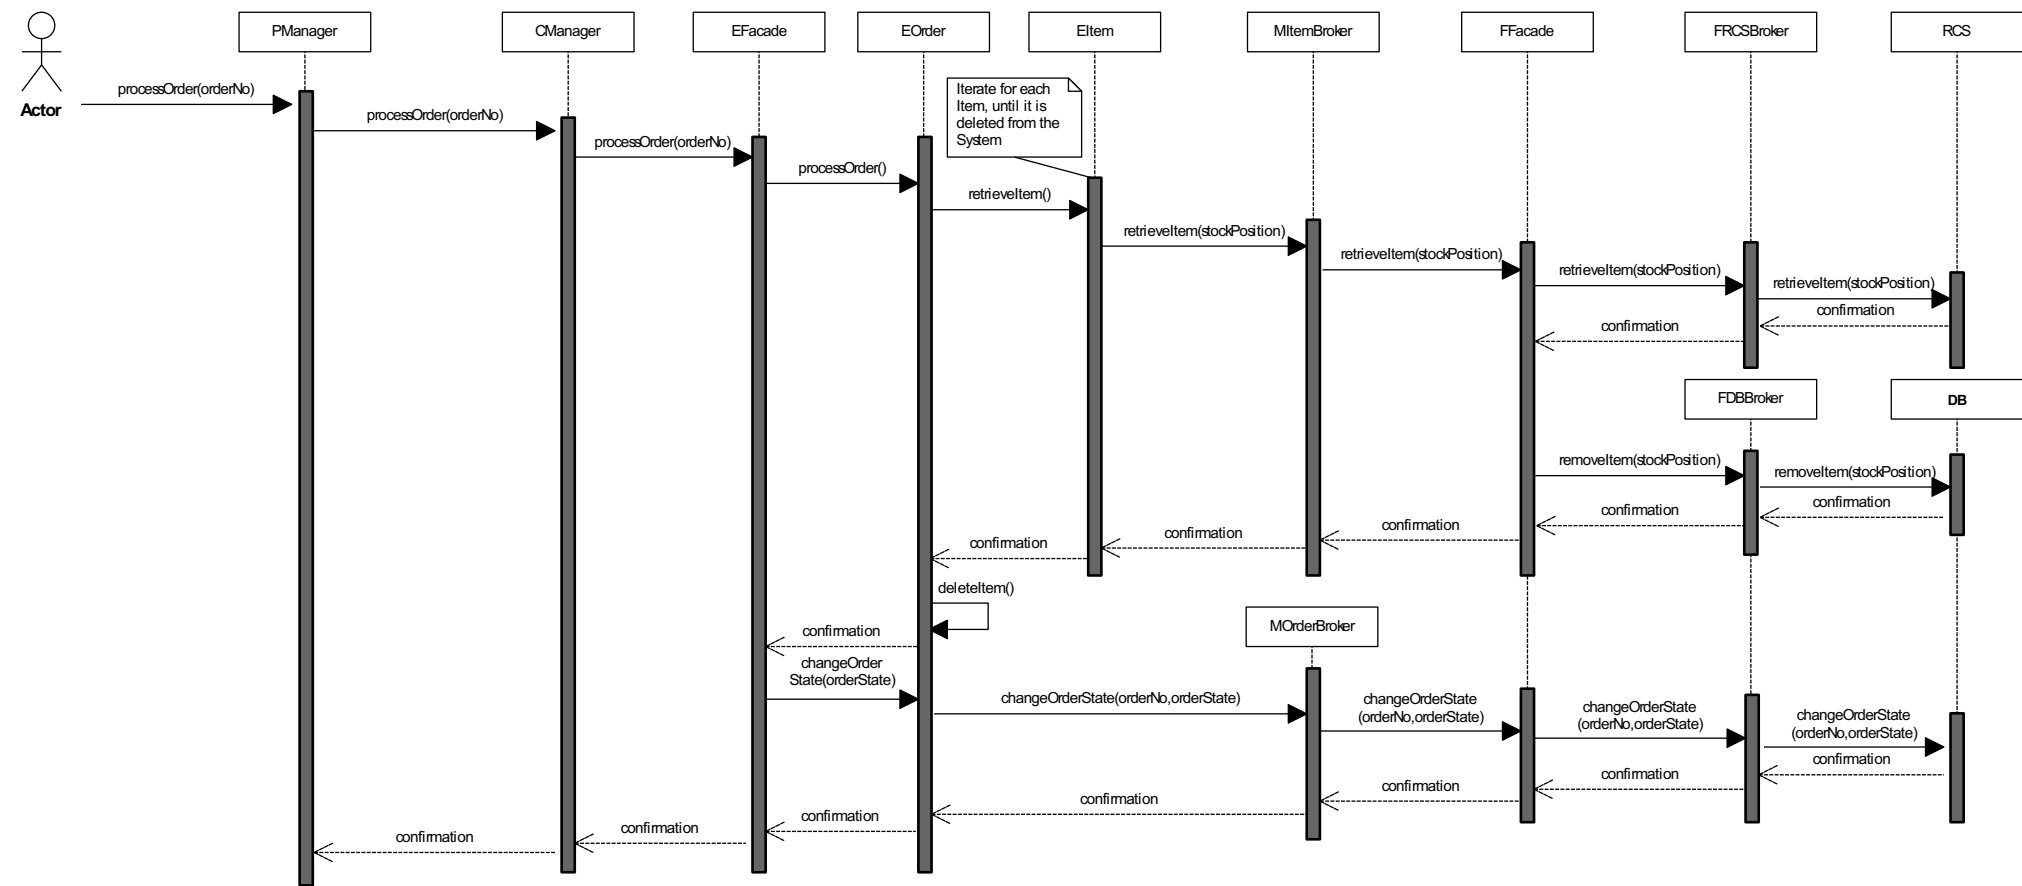 PManager
CManager
EFacade
EOrder
EItem
MItemBroker
FFacade
FRCSBroker
RCS
Actor
processOrder(orderNo)
processOrder(orderNo)
processOrder(orderNo)
processOrder()
Iterate for each
Item, until it is
deleted from the
System
retrieveItem()
retrieveItem(stockPosition)
retrieveItem(stockPosition)
retrieveItem(stockPosition)
retrieveItem(stockPosition)
confirmation
confirmation
FDBBroker
DB
removeItem(stockPosition)
removeItem(stockPosition)
confirmation
confirmation
confirmation
confirmation
confirmation
deleteItem()
confirmation
MOrderBroker
changeOrder
State(orderState)
changeOrderState(orderNo,orderState)
changeOrderState
(orderNo,orderState)
changeOrderState
(orderNo,orderState)
changeOrderState
(orderNo,orderState)
confirmation
confirmation
confirmation
confirmation
confirmation
confirmation
confirmation